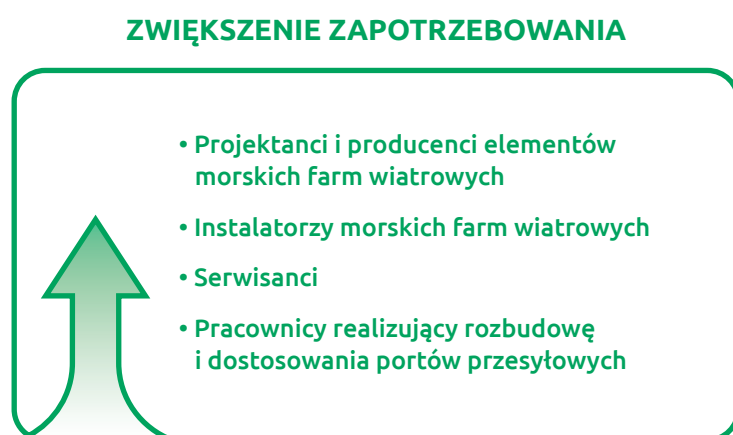 ZWIĘKSZENIE ZAPOTRZEBOWANIA
• Projektanci i producenci elementów
morskich farm wiatrowych
• Instalatorzy morskich farm wiatrowych
• Serwisanci
• Pracownicy realizujący rozbudowę
i dostosowania portów przesyłowych